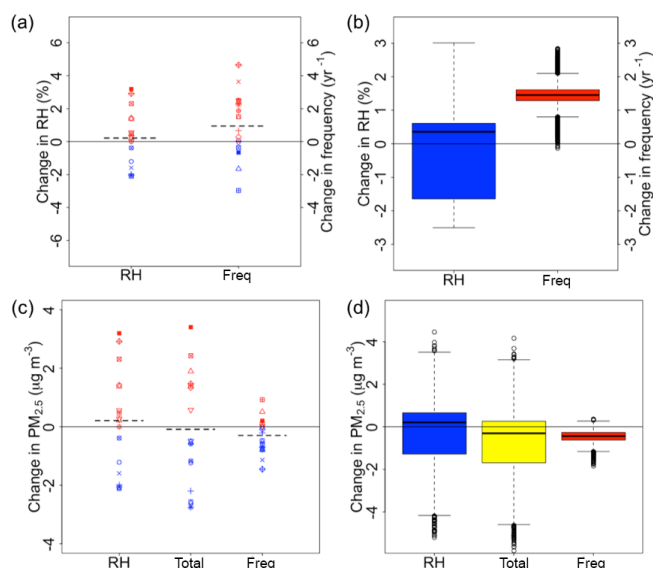 (a)
Change in RH (%)
6
4
2
0
-2
-4
-6
6
4
2
0
-2
-4
Change in frequency (yr -1)
RH
Freq
(b)
Change in RH (%)
3
2
1
0
-1
-2
-3
3
2
1
0
-1
-2
-3
Change in frequency (yr -1)
RH
Freq
(c)
Change in PM2.5 (μg m-3)
4
2
0
-2
-4
RH
Total
Freq
(d)
Change in PM2.5 (μg m-3)
4
2
0
-2
-4
RH
Total
Freq